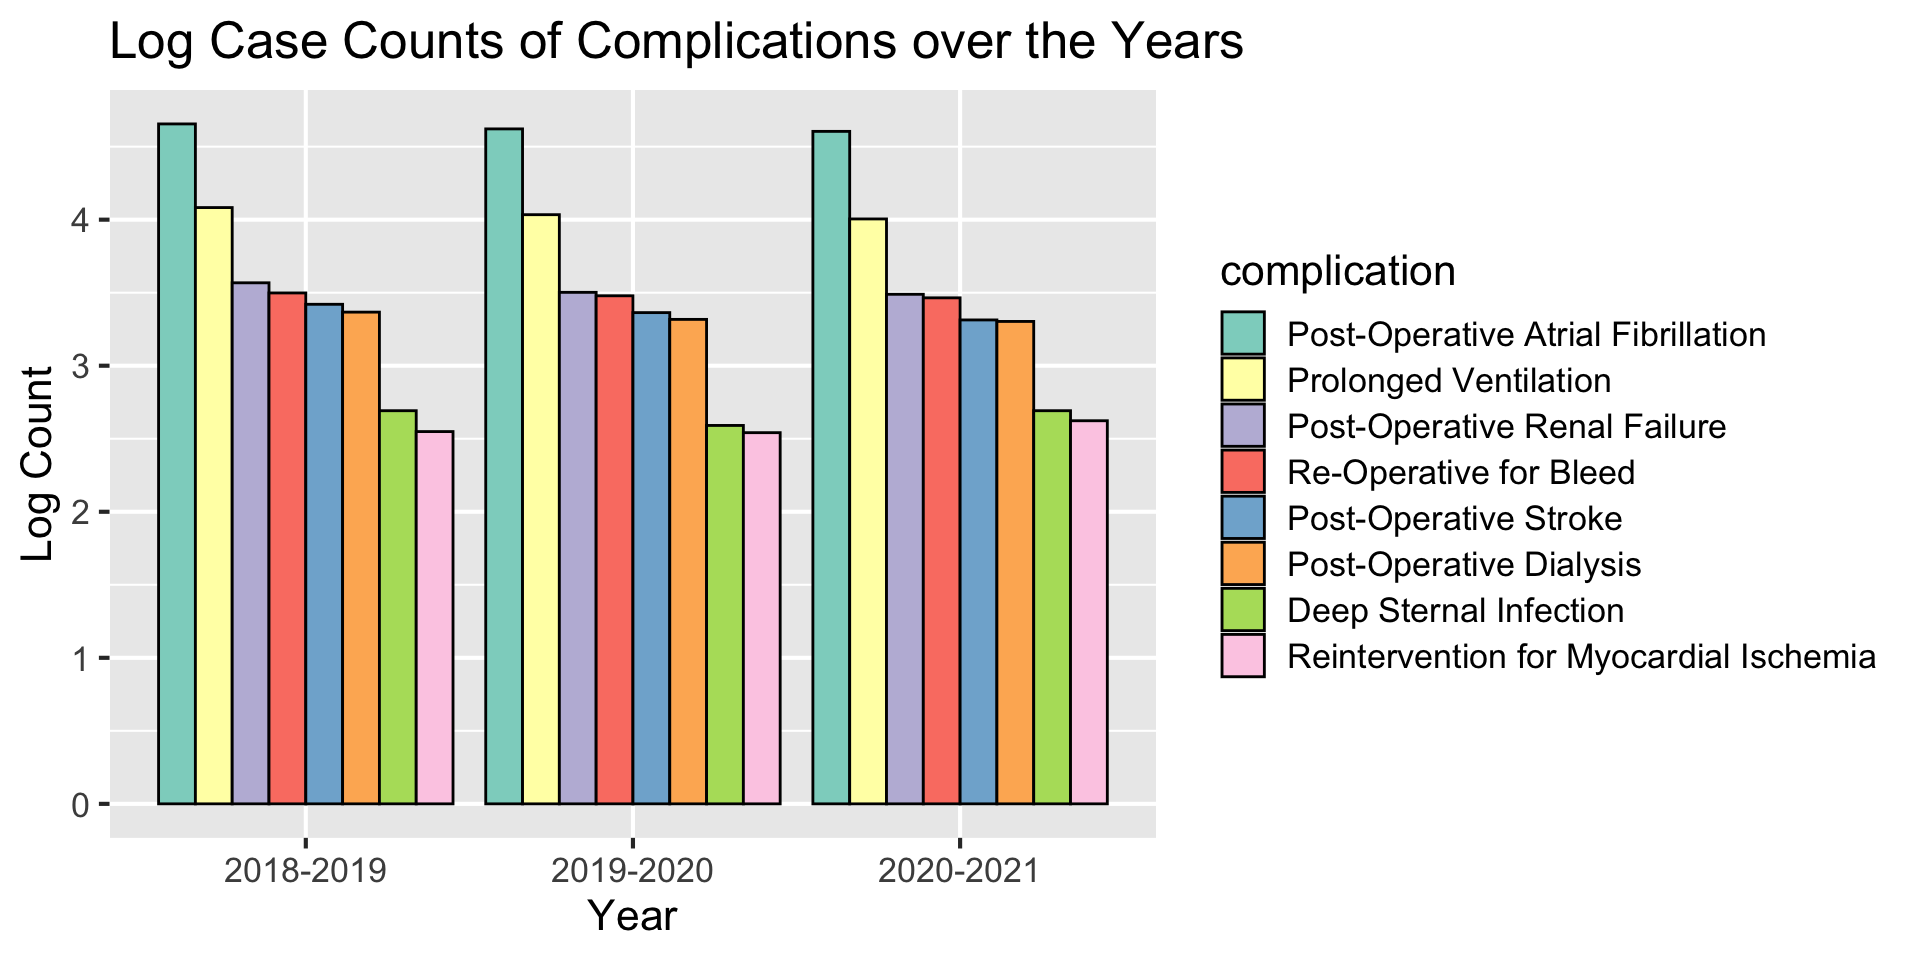 Log Case Counts of Complications over the Years
Log Count
4
3
2
1
0
2018-2019
2019-2020
2020-2021
Year
complication
Post-Operative Atrial Fibrillation
Prolonged Ventilation
Post-Operative Renal Failure
Re-Operative for Bleed
Post-Operative Stroke
Post-Operative Dialysis
Deep Sternal Infection
Reintervention for Myocardial Ischemia